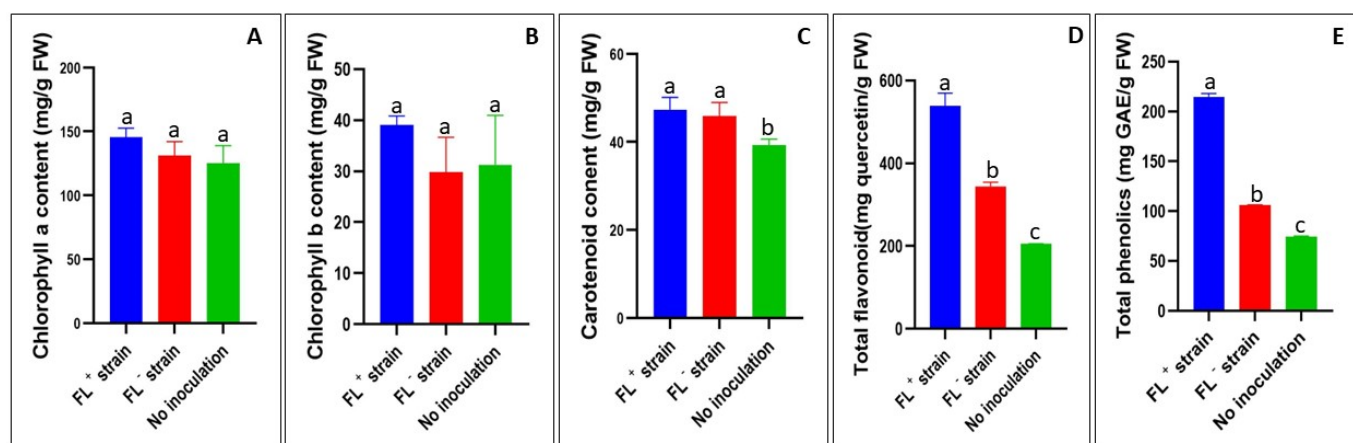 A
Chlorophyll a content (mg/g FW)
200
150
100
50
0
a
a
a
FL+ strain
FL- strain
No inoculation
B
Chlorophyll b content (mg/g FW)
50
40
30
20
10
0
a
a
a
FL+ strain
FL- strain
No inoculation
C
Carotenoid conent (mg/g FW)
60
40
20
0
a
a
b
FL+ strain
FL- strain
No inoculation
D
Total flavonoid(mg quercetin/g FW)
600
400
200
0
a
b
c
FL+ strain
FL- strain
No inoculation
E
Total phenolics (mg GAE/g FW)
250
200
150
100
50
0
a
b
c
FL+ strain
FL- strain
No inoculation